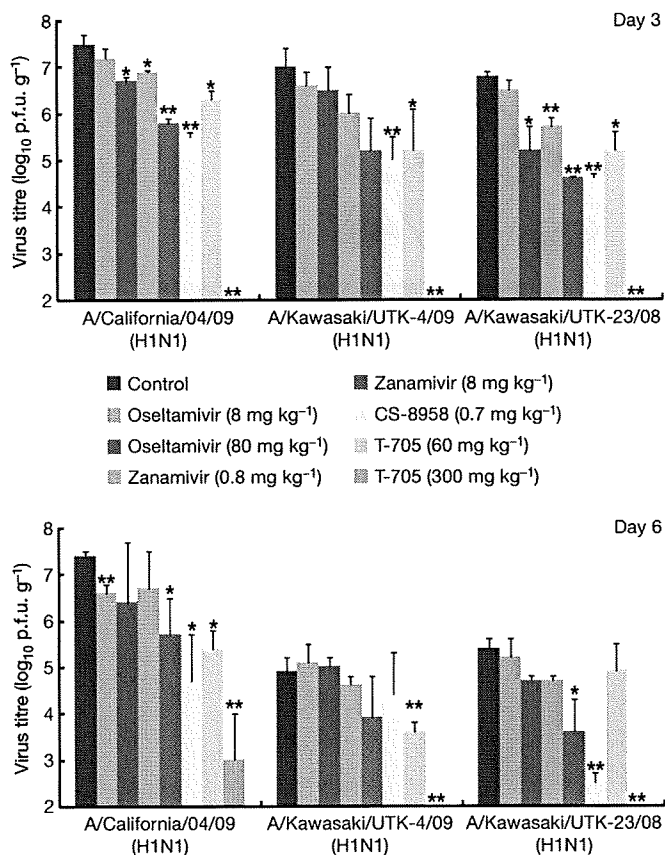 Day 3
Virus titre (log₁₀ p.f.u. g⁻¹)
8
7
6
5
4
3
2
* * ** ** * **
** * **
* ** ** ** * **
A/California/04/09 A/Kawasaki/UTK-4/09 A/Kawasaki/UTK-23/08
(H1N1) (H1N1) (H1N1)
Control
Oseltamivir (8 mg kg⁻¹)
Oseltamivir (80 mg kg⁻¹)
Zanamivir (0.8 mg kg⁻¹)
Zanamivir (8 mg kg⁻¹)
CS-8958 (0.7 mg kg⁻¹)
T-705 (60 mg kg⁻¹)
T-705 (300 mg kg⁻¹)
Day 6
Virus titre (log₁₀ p.f.u. g⁻¹)
8
7
6
5
4
3
2
** * * * **
** **
* ** **
A/California/04/09 A/Kawasaki/UTK-4/09 A/Kawasaki/UTK-23/08
(H1N1) (H1N1) (H1N1)